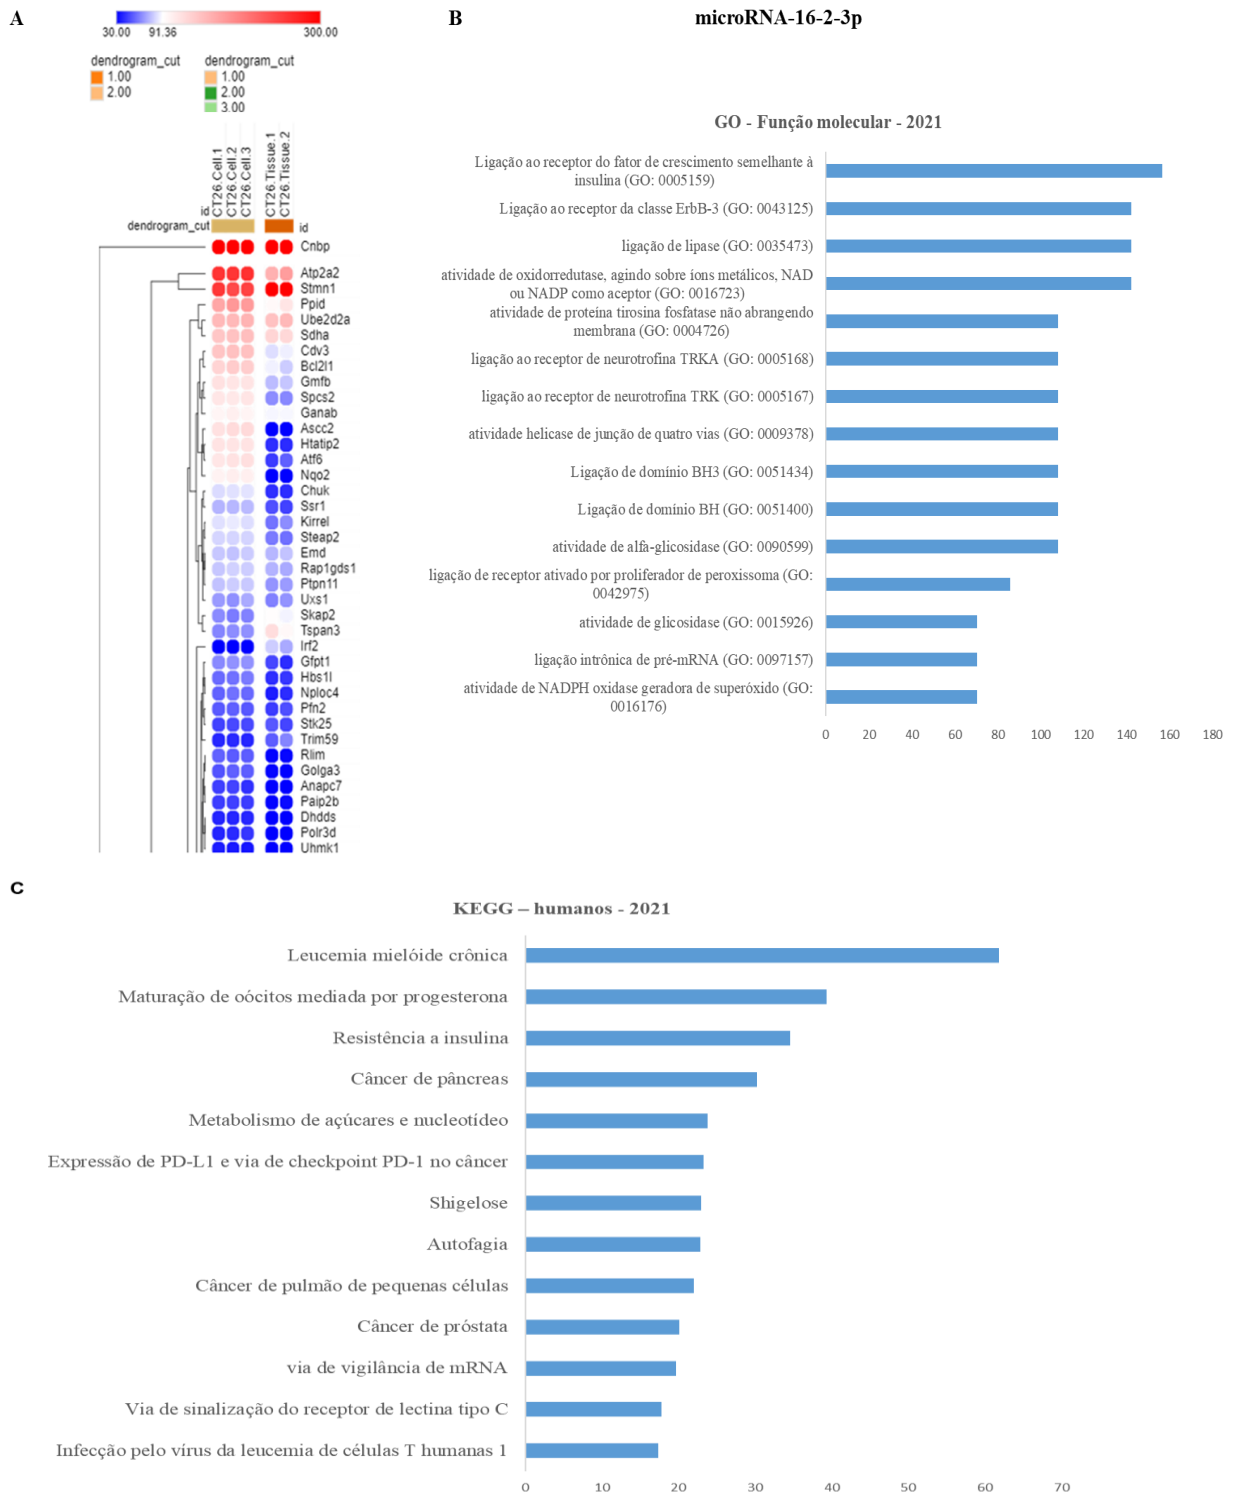 A
30.00 91.36 300.00
dendrogram_cut
1.00
2.00
dendrogram_cut
1.00
2.00
3.00
CT26.Cell.1
CT26.Cell.2
CT26.Cell.3
CT26.Tissue.1
CT26.Tissue.2
id
dendrogram_cut
id
Cnbp
Atp2a2
Stmn1
Ppid
Ube2d2a
Sdha
Cdv3
Bcl2l1
Gmfb
Spcs2
Ganab
Ascc2
Htatip2
Atf6
Nqo2
Chuk
Ssr1
Kirrel
Steap2
Emd
Rap1gds1
Ptpn11
Uxs1
Skap2
Tspan3
Irf2
Gfpt1
Hbs1l
Nploc4
Pfn2
Stk25
Trim59
Rlim
Golga3
Anapc7
Paip2b
Dhdds
Polr3d
Uhmk1
B
microRNA-16-2-3p
GO - Função molecular - 2021
Ligação ao receptor do fator de crescimento semelhante à
insulina (GO: 0005159)
Ligação ao receptor da classe ErbB-3 (GO: 0043125)
ligação de lipase (GO: 0035473)
atividade de oxidorredutase, agindo sobre íons metálicos, NAD
ou NADP como aceptor (GO: 0016723)
atividade de proteína tirosina fosfatase não abrangendo
membrana (GO: 0004726)
ligação ao receptor de neurotrofina TRKA (GO: 0005168)
ligação ao receptor de neurotrofina TRK (GO: 0005167)
atividade helicase de junção de quatro vias (GO: 0009378)
Ligação de domínio BH3 (GO: 0051434)
Ligação de domínio BH (GO: 0051400)
atividade de alfa-glicosidase (GO: 0090599)
ligação de receptor ativado por proliferador de peroxissoma (GO:
0042975)
atividade de glicosidase (GO: 0015926)
ligação intrônica de pré-mRNA (GO: 0097157)
atividade de NADPH oxidase geradora de superóxido (GO:
0016176)
0 20 40 60 80 100 120 140 160 180
C
KEGG – humanos - 2021
Leucemia mielóide crônica
Maturação de oócitos mediada por progesterona
Resistência a insulina
Câncer de pâncreas
Metabolismo de açúcares e nucleotídeo
Expressão de PD-L1 e via de checkpoint PD-1 no câncer
Shigelose
Autofagia
Câncer de pulmão de pequenas células
Câncer de próstata
via de vigilância de mRNA
Via de sinalização do receptor de lectina tipo C
Infecção pelo vírus da leucemia de células T humanas 1
0 10 20 30 40 50 60 70